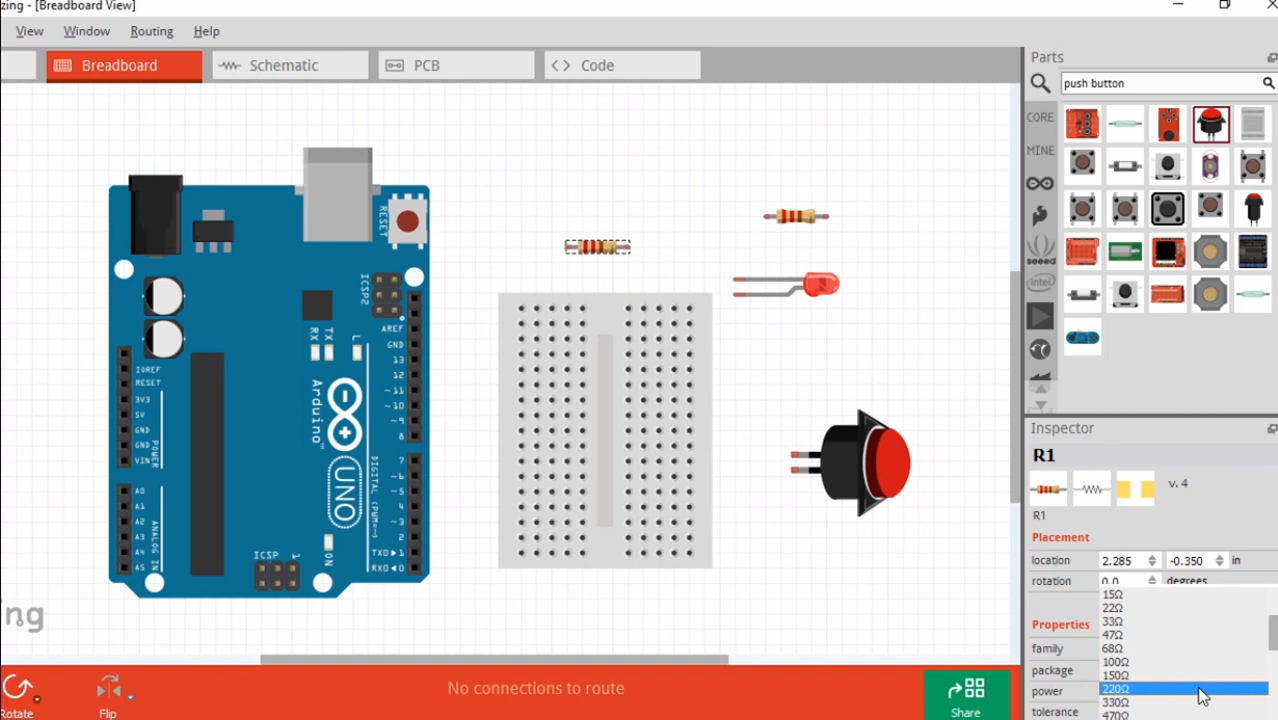 zing - [Breadboard View]
View Window Routing Help
Breadboard Schematic PCB Code
Parts
push button
CORE
MINE
seeed
intel
RESET
ICSP2
AREF
GND
13
12
~11
~10
~9
8
7
~6
~5
4
~3
2
TXD▸1
RXD◂0
RX TX L
Arduino™
UNO
DIGITAL (PWM=~)
IOREF
RESET
3V3
5V
GND
GND
VIN
POWER
A0
A1
A2
A3
A4
A5
ANALOG IN
ICSP 1
ON
ng
No connections to route
Rotate
Flip
Share
Inspector
R1
v. 4
R1
Placement
location 2.285 -0.350 in
rotation 0.0 degrees
Properties
family
package
power
tolerance
15Ω
22Ω
33Ω
47Ω
68Ω
100Ω
150Ω
220Ω
330Ω
470Ω